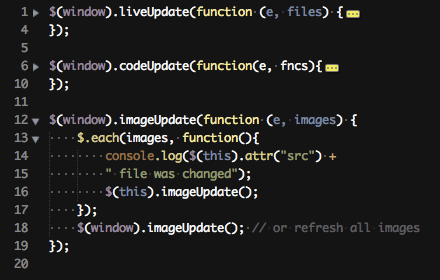 1 $(window).liveUpdate(function (e, files) {
4 });
5
6 $(window).codeUpdate(function(e, fncs){
10 });
11
12 $(window).imageUpdate(function (e, images) {
13 $.each(images, function(){
14 console.log($(this).attr("src") +
15 " file was changed");
16 $(this).imageUpdate();
17 });
18 $(window).imageUpdate(); // or refresh all images
19 });
20